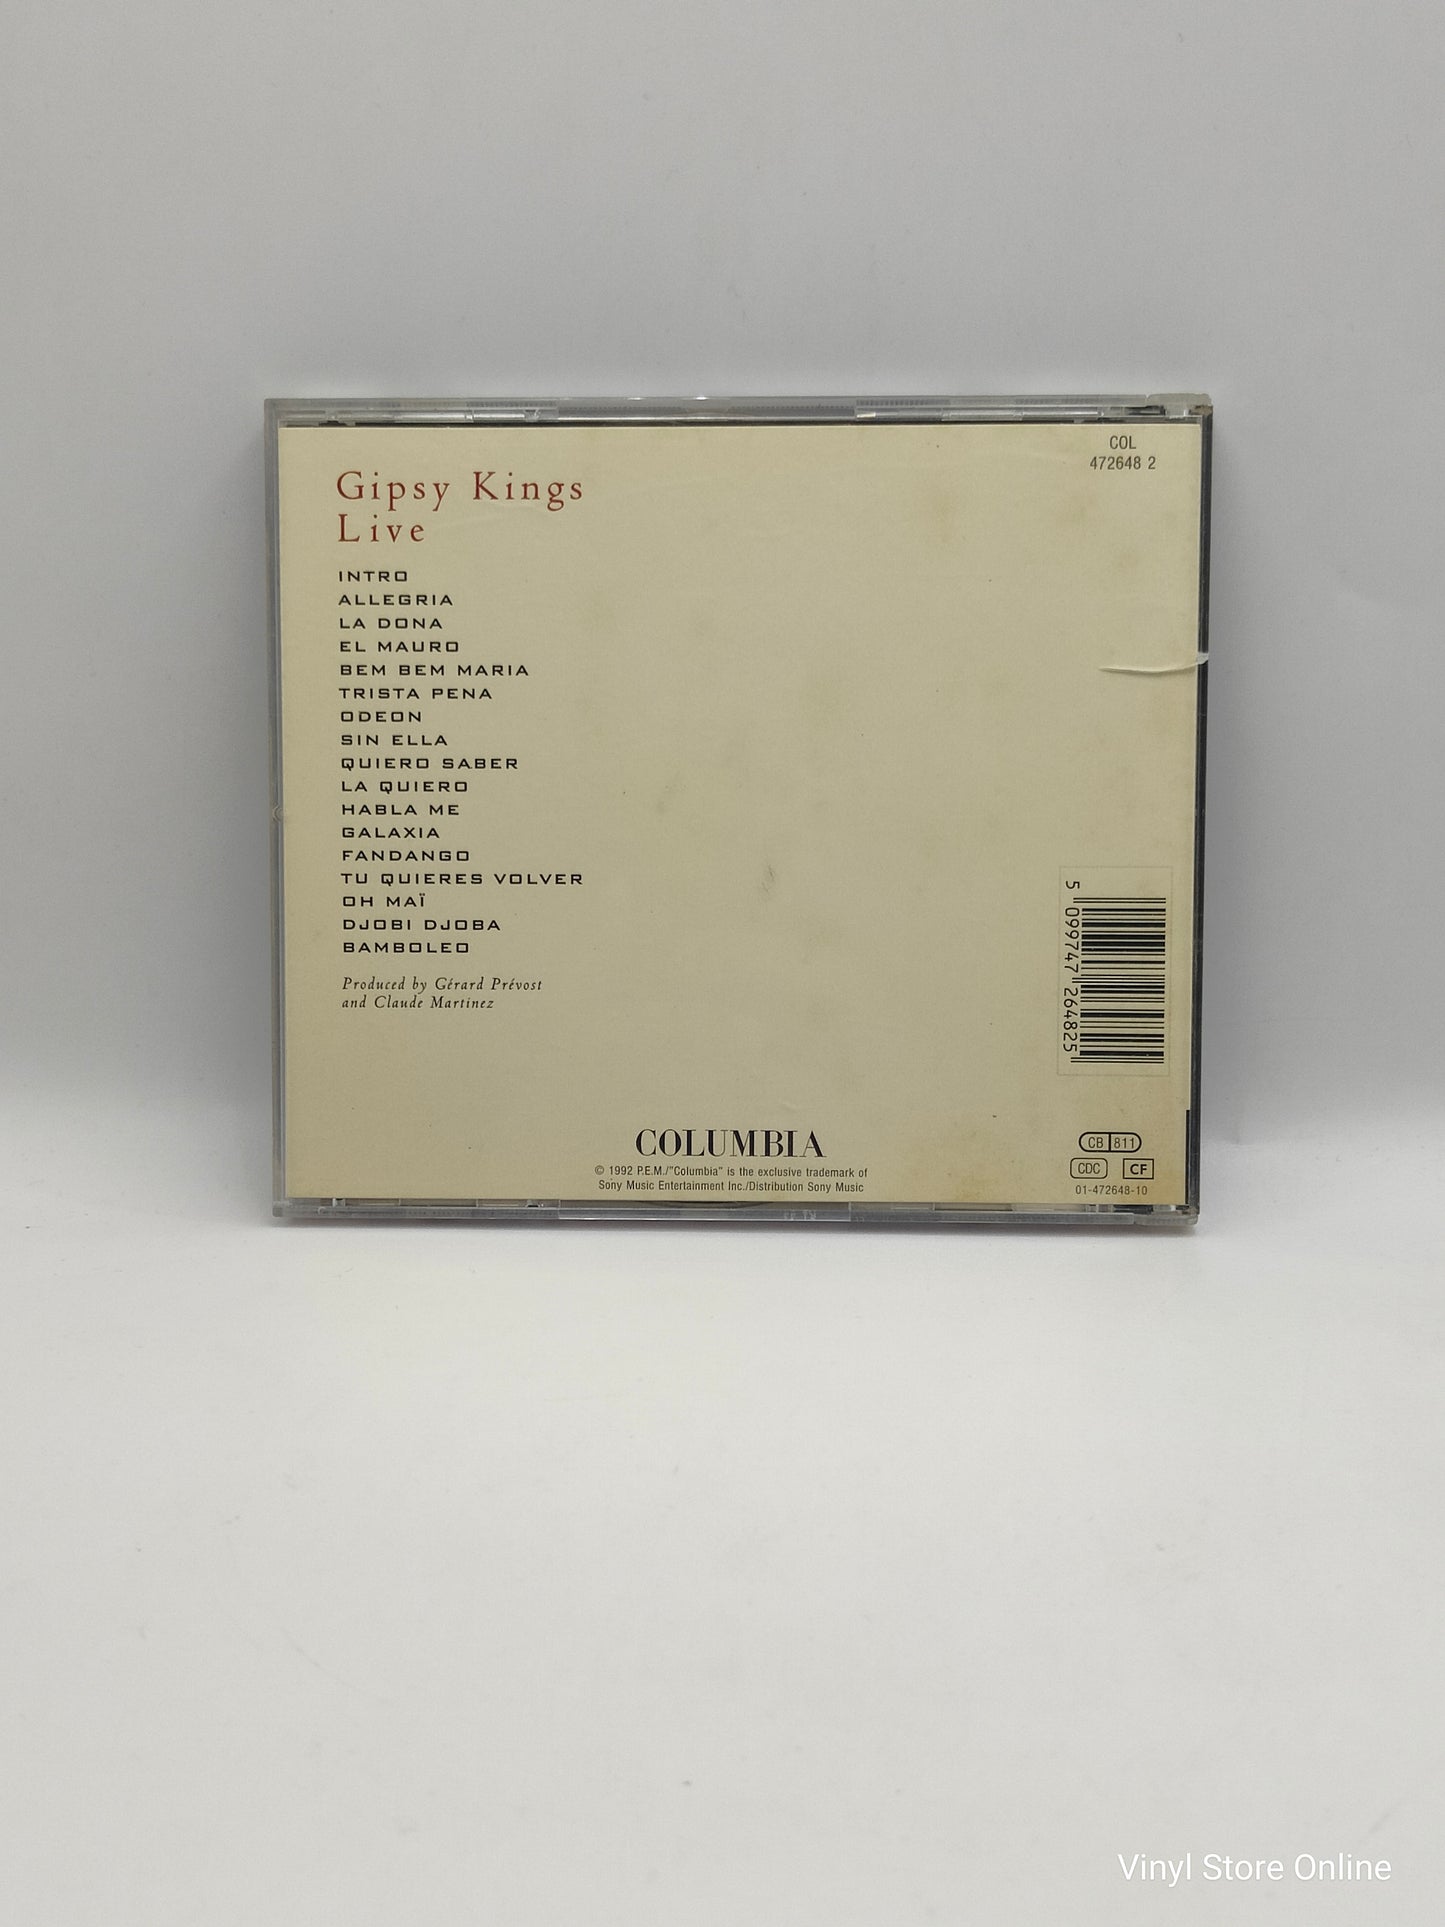 COL
472648 2
Gipsy Kings
Live
INTRO
ALLEGRIA
LA DONA
EL MAURO
BEM BEM MARIA
TRISTA PENA
ODEON
SIN ELLA
QUIERO SABER
LA QUIERO
HABLA ME
GALAXIA
FANDANGO
TU QUIERES VOLVER
OH MAÏ
DJOBI DJOBA
BAMBOLEO
Produced by Gérard Prévost
and Claude Martinez
5 099747 264825
COLUMBIA
© 1992 P.E.M./"Columbia" is the exclusive trademark of
Sony Music Entertainment Inc./Distribution Sony Music
CB 811
CDC CF
01-472648-10
Vinyl Store Online